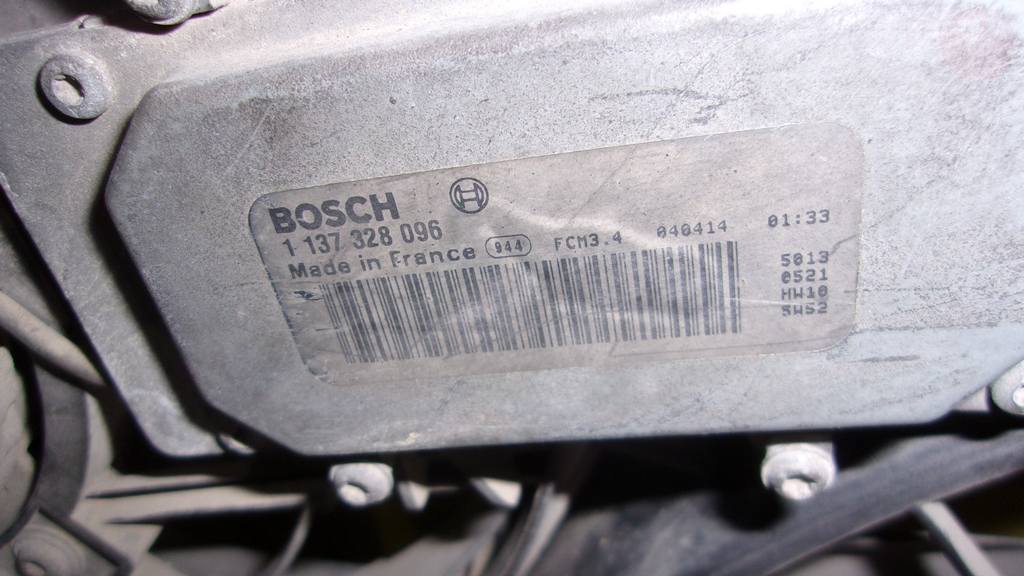 BOSCH
1 137 328 096
Made in France 944 FCM3.4 040414 01:33
5013
0521
HW10
SW52